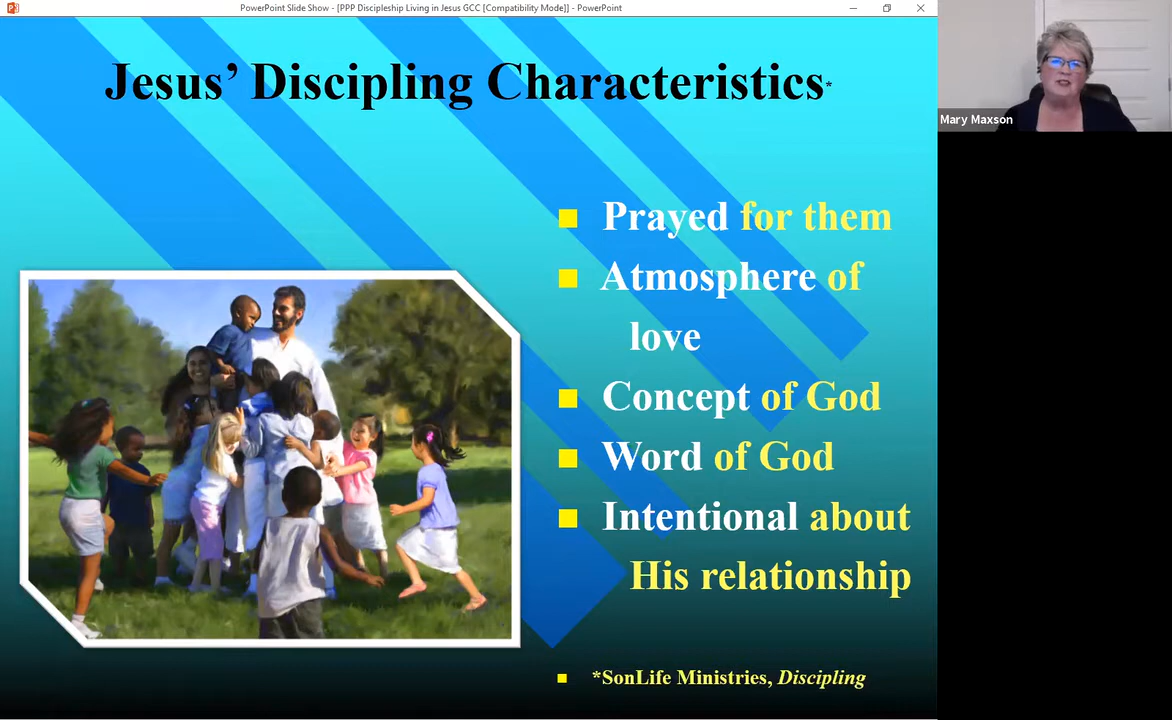 PowerPoint Slide Show - [PPP Discipleship Living in Jesus GCC [Compatibility Mode]] - PowerPoint
Jesus’ Discipling Characteristics*
Mary Maxson
Prayed for them
Atmosphere of
love
Concept of God
Word of God
Intentional about
His relationship
*SonLife Ministries, Discipling